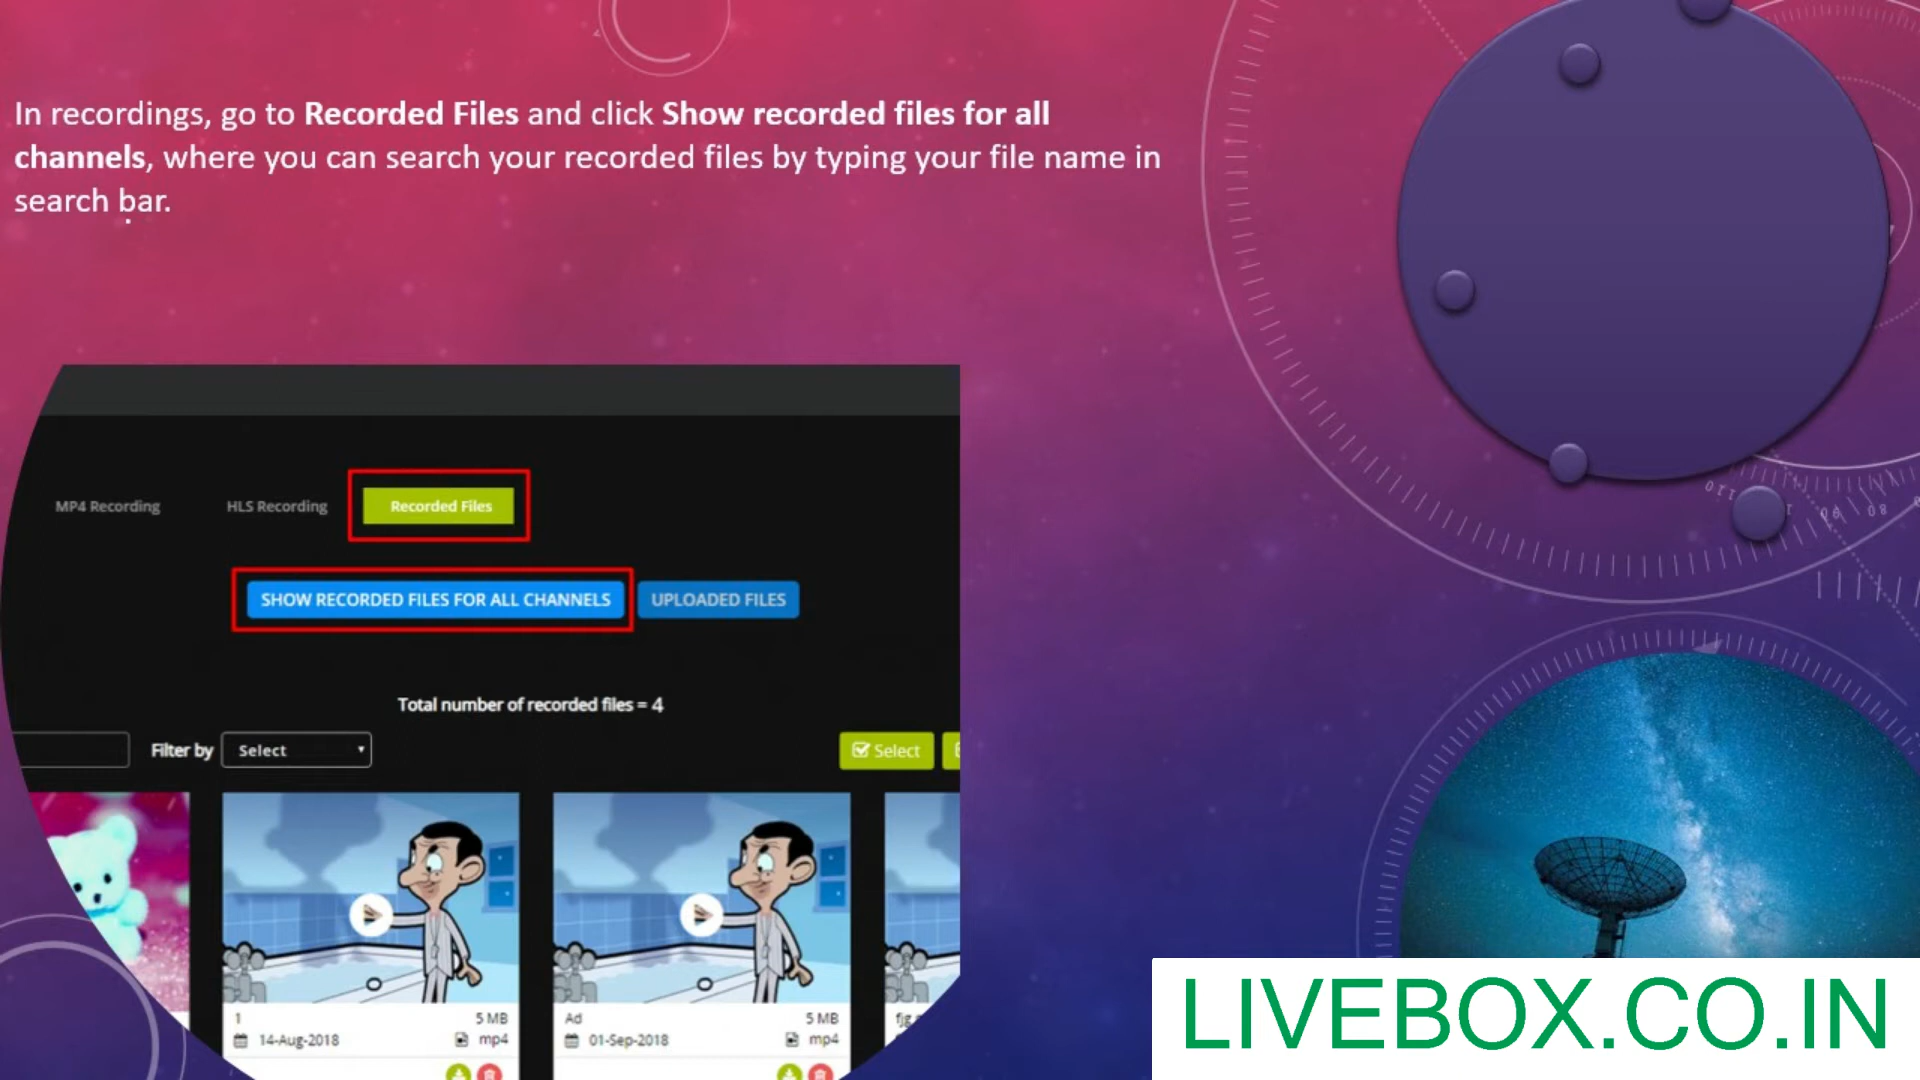 In recordings, go to Recorded Files and click Show recorded files for all
channels, where you can search your recorded files by typing your file name in
search bar.
MP4 Recording HLS Recording Recorded Files
SHOW RECORDED FILES FOR ALL CHANNELS UPLOADED FILES
Total number of recorded files = 4
Filter by Select Select
1 5 MB
14-Aug-2018 mp4
Ad 5 MB
01-Sep-2018 mp4
110
90 80
LIVEBOX.CO.IN